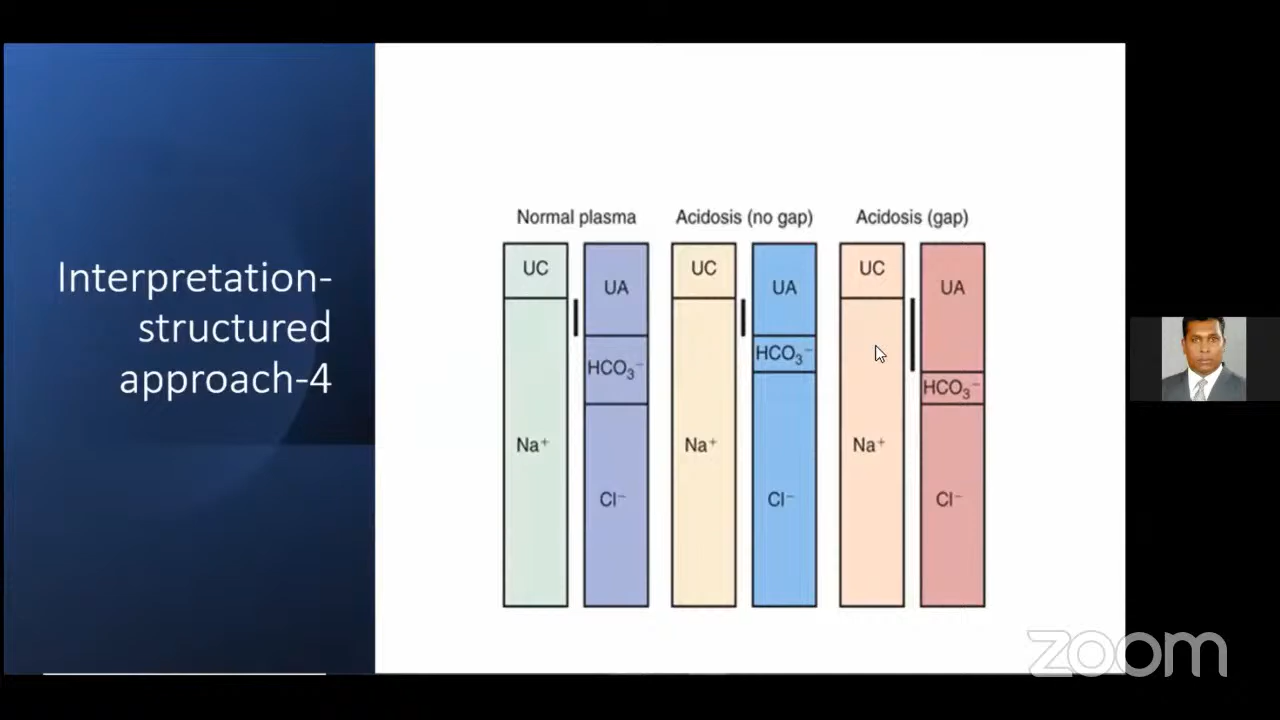 Interpretation-
structured
approach-4
Normal plasma
Acidosis (no gap)
Acidosis (gap)
UC
UA
HCO₃⁻
Na⁺
Cl⁻
UC
UA
HCO₃⁻
Na⁺
Cl⁻
UC
UA
HCO₃⁻
Na⁺
Cl⁻
zoom